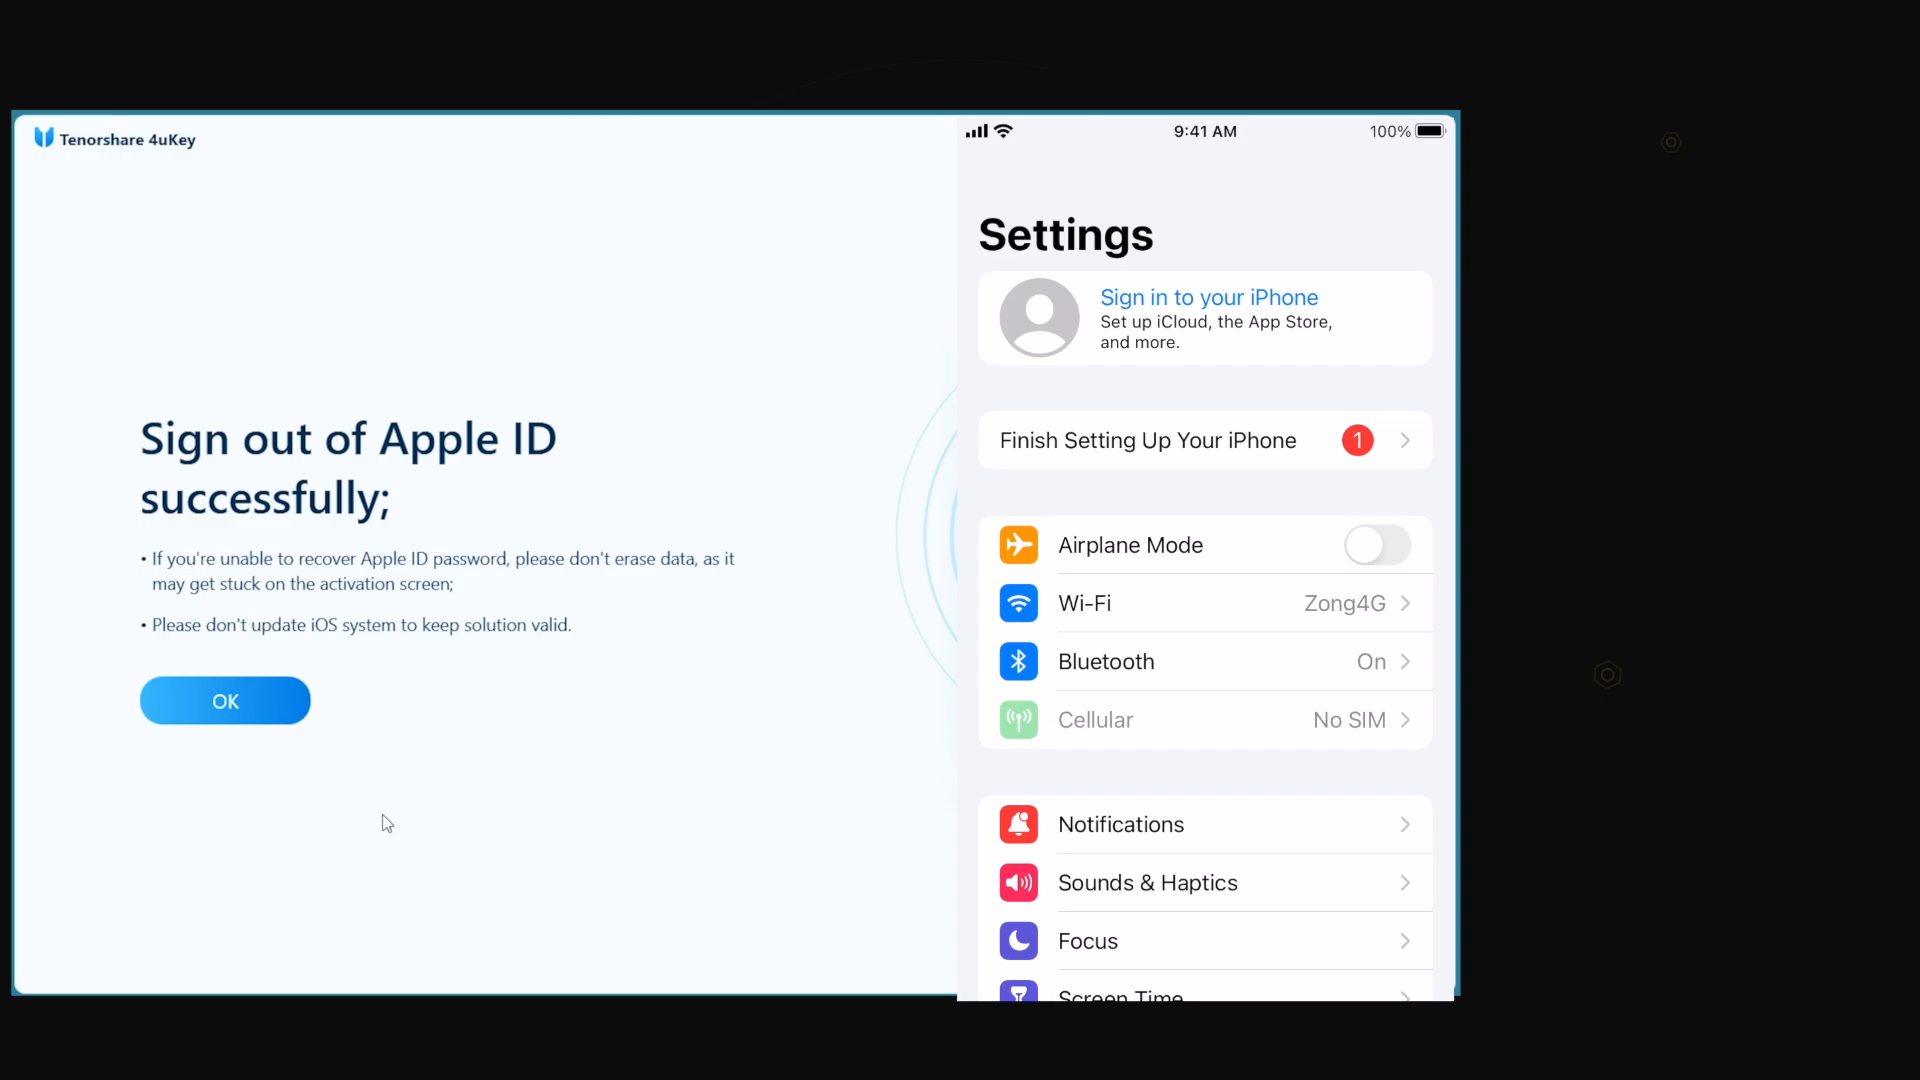 Tenorshare 4uKey
Sign out of Apple ID
successfully;
• If you're unable to recover Apple ID password, please don't erase data, as it
may get stuck on the activation screen;
• Please don't update iOS system to keep solution valid.
OK
9:41 AM
100%
Settings
Sign in to your iPhone
Set up iCloud, the App Store,
and more.
Finish Setting Up Your iPhone 1
Airplane Mode
Wi-Fi Zong4G
Bluetooth On
Cellular No SIM
Notifications
Sounds & Haptics
Focus
Screen Time